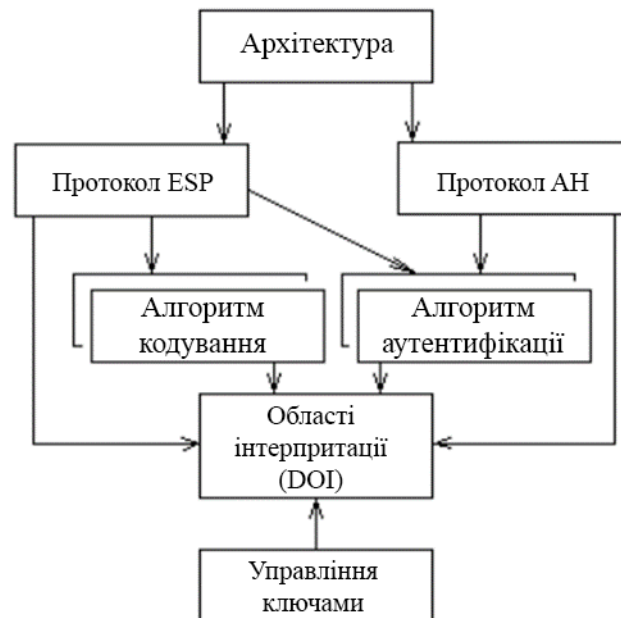 Архітектура
Протокол ESP
Протокол AH
Алгоритм
кодування
Алгоритм
аутентифікації
Області
інтерпритації
(DOI)
Управління
ключами